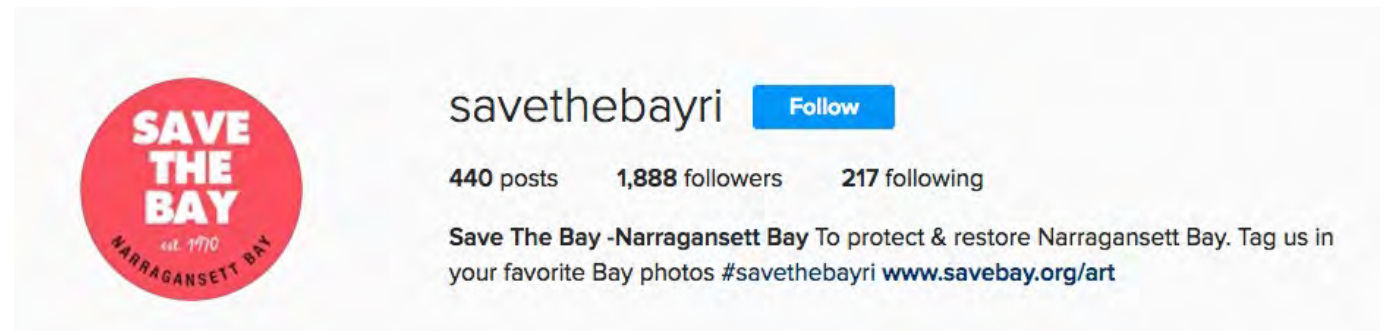 SAVE
THE
BAY
est. 1970
NARRAGANSETT BAY
savethebayri Follow
440 posts 1,888 followers 217 following
Save The Bay -Narragansett Bay To protect & restore Narragansett Bay. Tag us in
your favorite Bay photos #savethebayri www.savebay.org/art